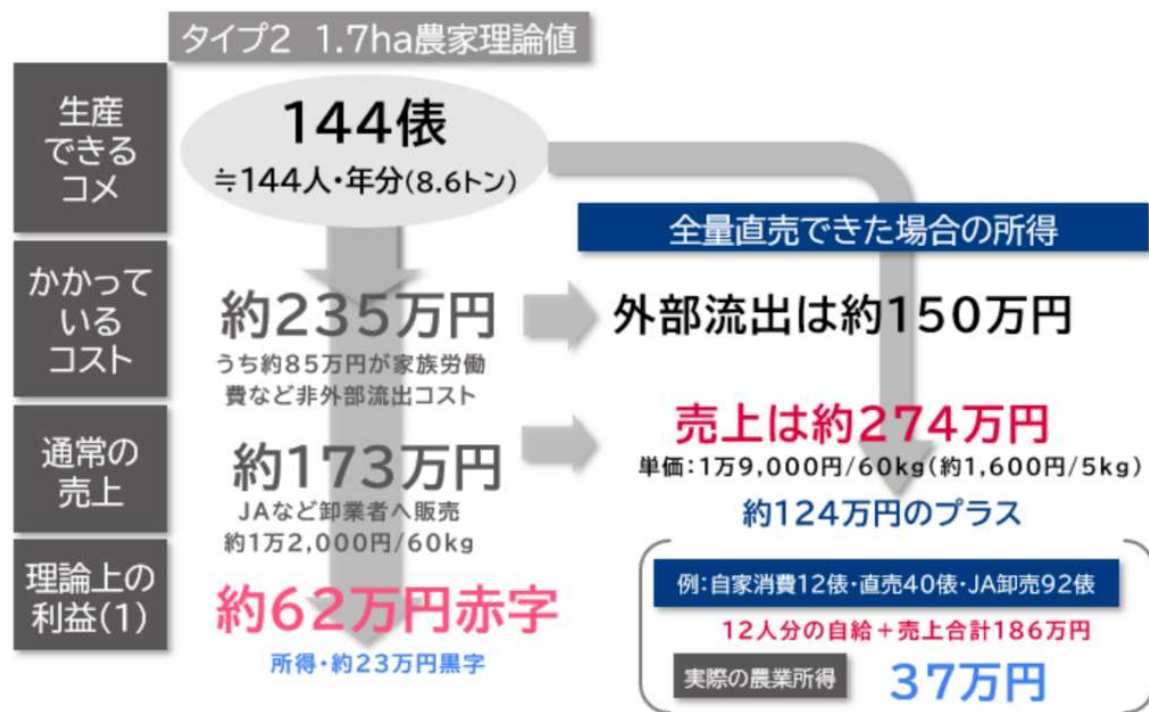 タイプ2 1.7ha農家理論値
生産
できる
コメ
144俵
≒144人・年分(8.6トン)
全量直売できた場合の所得
かかって
いる
コスト
約235万円
うち約85万円が家族労働
費など非外部流出コスト
外部流出は約150万円
通常の
売上
約173万円
JAなど卸業者へ販売
約1万2,000円/60kg
売上は約274万円
単価:1万9,000円/60kg(約1,600円/5kg)
約124万円のプラス
理論上の
利益(1)
約62万円赤字
所得・約23万円黒字
例:自家消費12俵・直売40俵・JA卸売92俵
12人分の自給+売上合計186万円
実際の農業所得
37万円